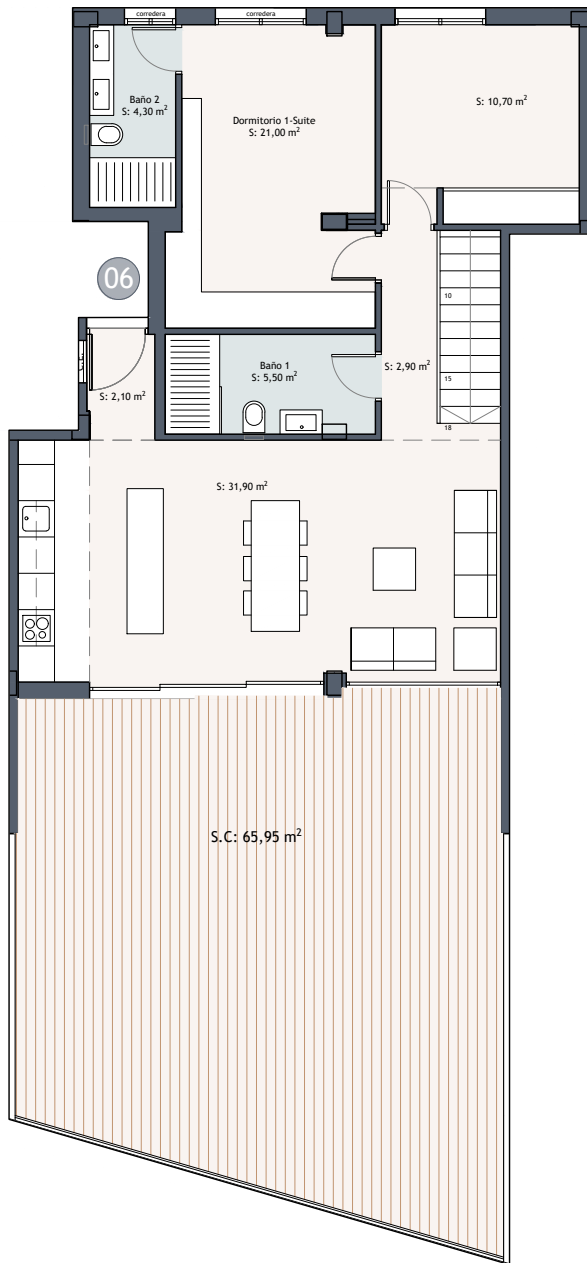 corredera
corredera
Baño 2
S: 4,30 m²
Dormitorio 1-Suite
S: 21,00 m²
S: 10,70 m²
06
10
Baño 1
S: 5,50 m²
S: 2,90 m²
15
S: 2,10 m²
18
S: 31,90 m²
S.C: 65,95 m²